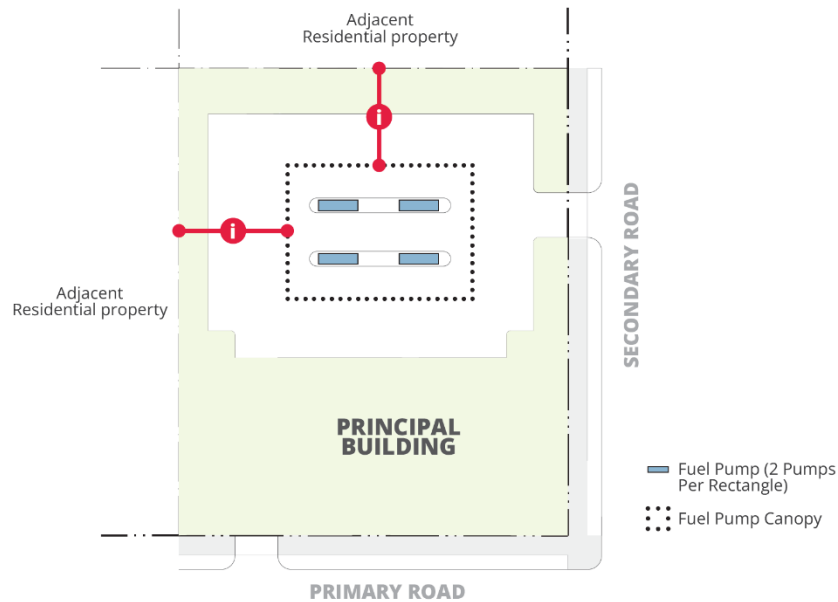 Adjacent
Residential property
i
i
Adjacent
Residential property
SECONDARY ROAD
PRINCIPAL
BUILDING
Fuel Pump (2 Pumps
Per Rectangle)
Fuel Pump Canopy
PRIMARY ROAD